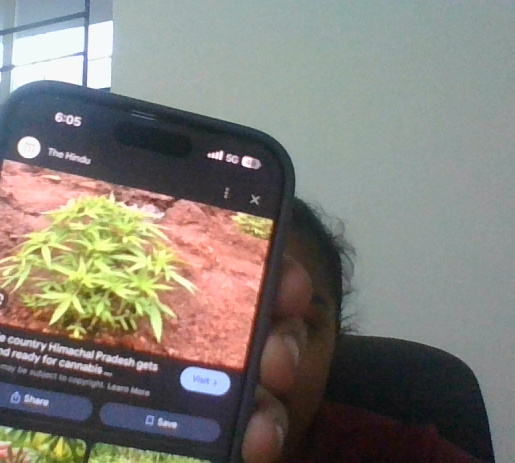 6:05
5G
The Hindu
country Himachal Pradesh gets
nd ready for cannabis ...
may be subject to copyright. Learn More
Visit >
Share
Save